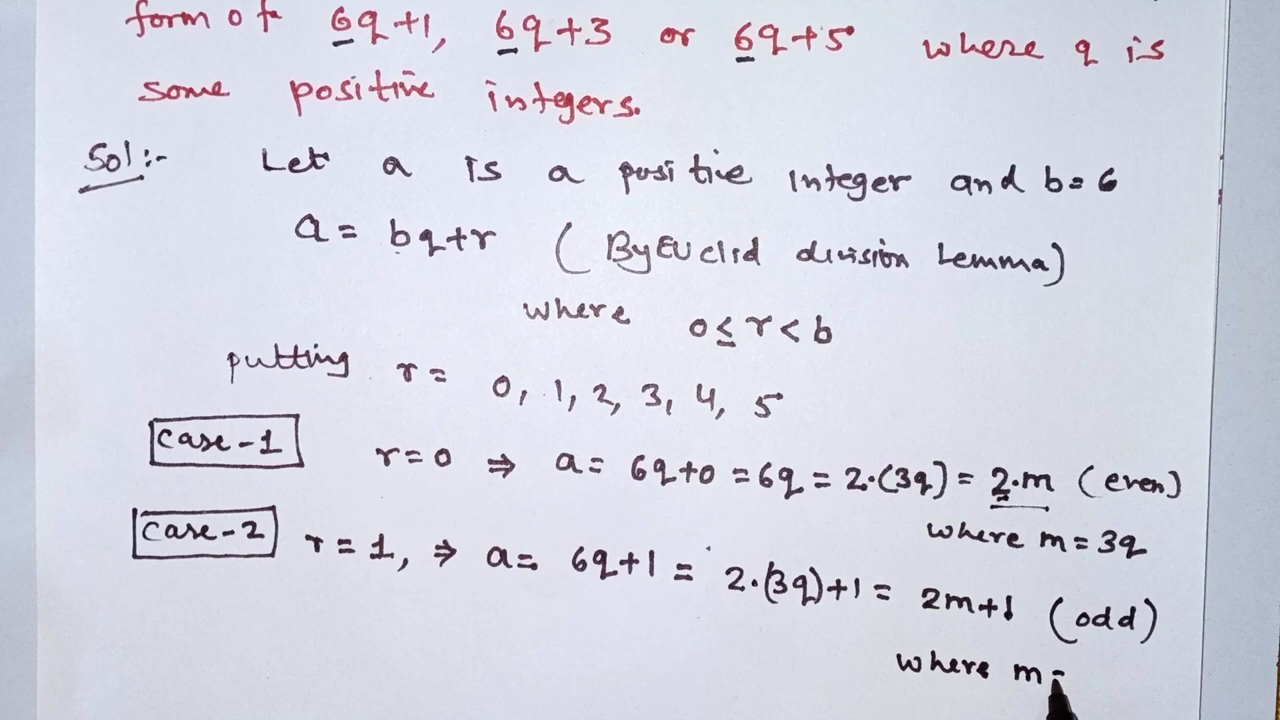 form of 6q+1, 6q+3 or 6q+5 where q is
some positive integers.
Sol:- Let a is a positive integer and b=6
a = bq+r (By Euclid division Lemma)
where 0≤r<b
putting r= 0, 1, 2, 3, 4, 5
Case-1 r=0 ⇒ a= 6q+0 =6q = 2·(3q) = 2·m (even)
where m=3q
Case-2 r=1, ⇒ a= 6q+1 = 2·(3q)+1= 2m+1 (odd)
where m=